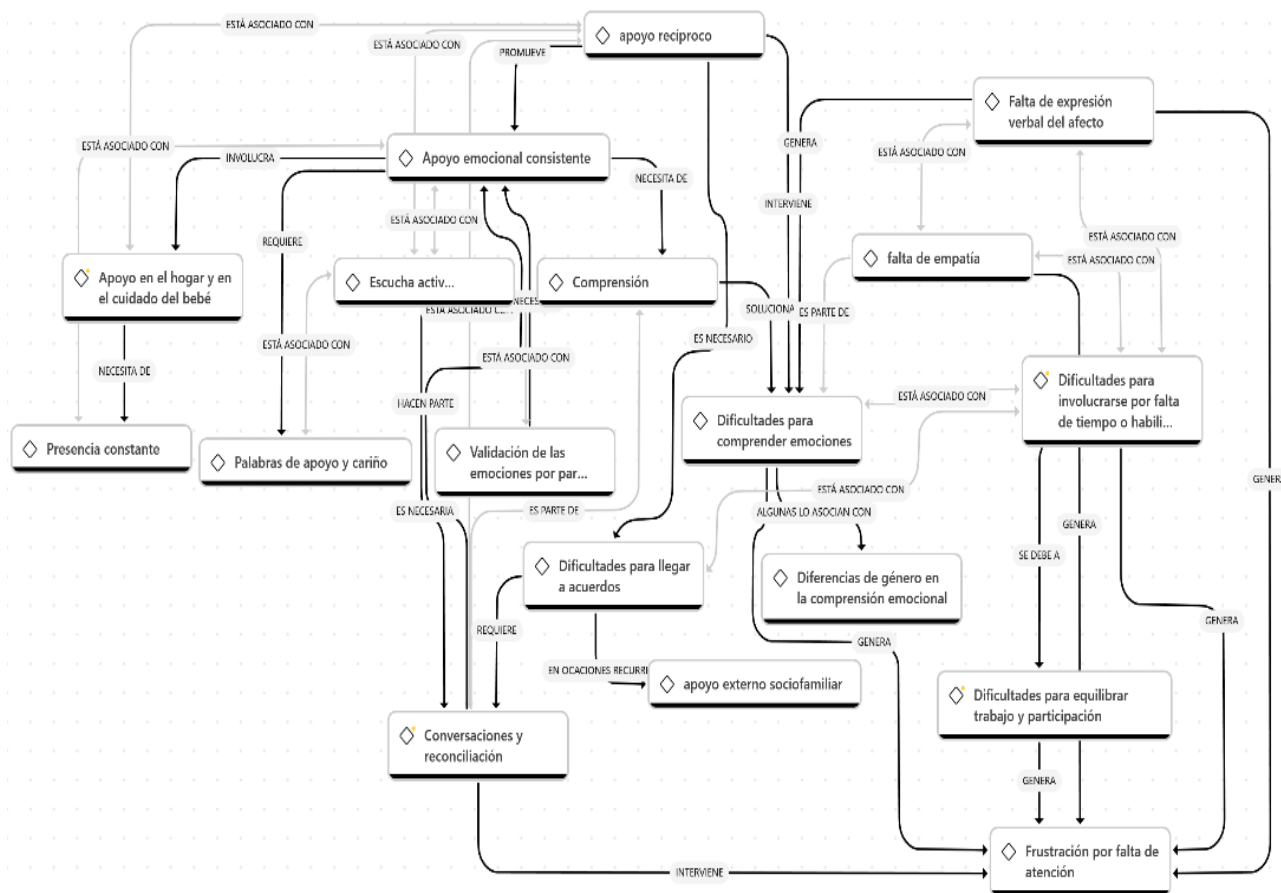 ESTÁ ASOCIADO CON
apoyo reciproco
ESTÁ ASOCIADO CON
PROMUEVE
Falta de expresión
verbal del afecto
ESTÁ ASOCIADO CON
Apoyo emocional consistente
INVOLUCRA
GENERA
ESTÁ ASOCIADO CON
NECESITA DE
INTERVIENE
ESTÁ ASOCIADO CON
REQUIERE
ESTÁ ASOCIADO CON
ESTÁ ASOCIADO CON
falta de empatía
Apoyo en el hogar y en
el cuidado del bebé
Escucha activ...
Comprensión
NECES
ESTÁ ASOCIADO C
SOLUCIONA
ES PARTE DE
ESTÁ ASOCIADO CON
ES NECESARIO
ESTÁ ASOCIADO CON
NECESITA DE
HACEN PARTE
ESTÁ ASOCIADO CON
Dificultades para
involucrarse por falta
de tiempo o habili...
Presencia constante
Palabras de apoyo y cariño
Validación de las
emociones por par...
Dificultades para
comprender emociones
ESTÁ ASOCIADO CON
GENERA
ES NECESARIA
ES PARTE DE
ALGUNAS LO ASOCIAN CON
GENERA
SE DEBE A
Dificultades para llegar
a acuerdos
Diferencias de género en
la comprensión emocional
REQUIERE
GENERA
GENERA
EN OCACIONES RECURRI
apoyo externo sociofamiliar
Dificultades para equilibrar
trabajo y participación
Conversaciones y
reconciliación
GENERA
Frustración por falta de
atención
INTERVIENE